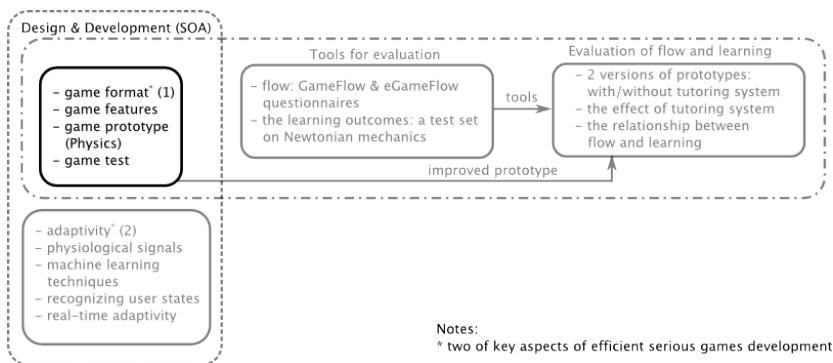 Design & Development (SOA)
Tools for evaluation
Evaluation of flow and learning
– game format* (1)
– game features
– game prototype
(Physics)
– game test
– flow: GameFlow & eGameFlow
questionnaires
– the learning outcomes: a test set
on Newtonian mechanics
tools
– 2 versions of prototypes:
with/without tutoring system
– the effect of tutoring system
– the relationship between
flow and learning
improved prototype
– adaptivity* (2)
– physiological signals
– machine learning
techniques
– recognizing user states
– real-time adaptivity
Notes:
* two of key aspects of efficient serious games development